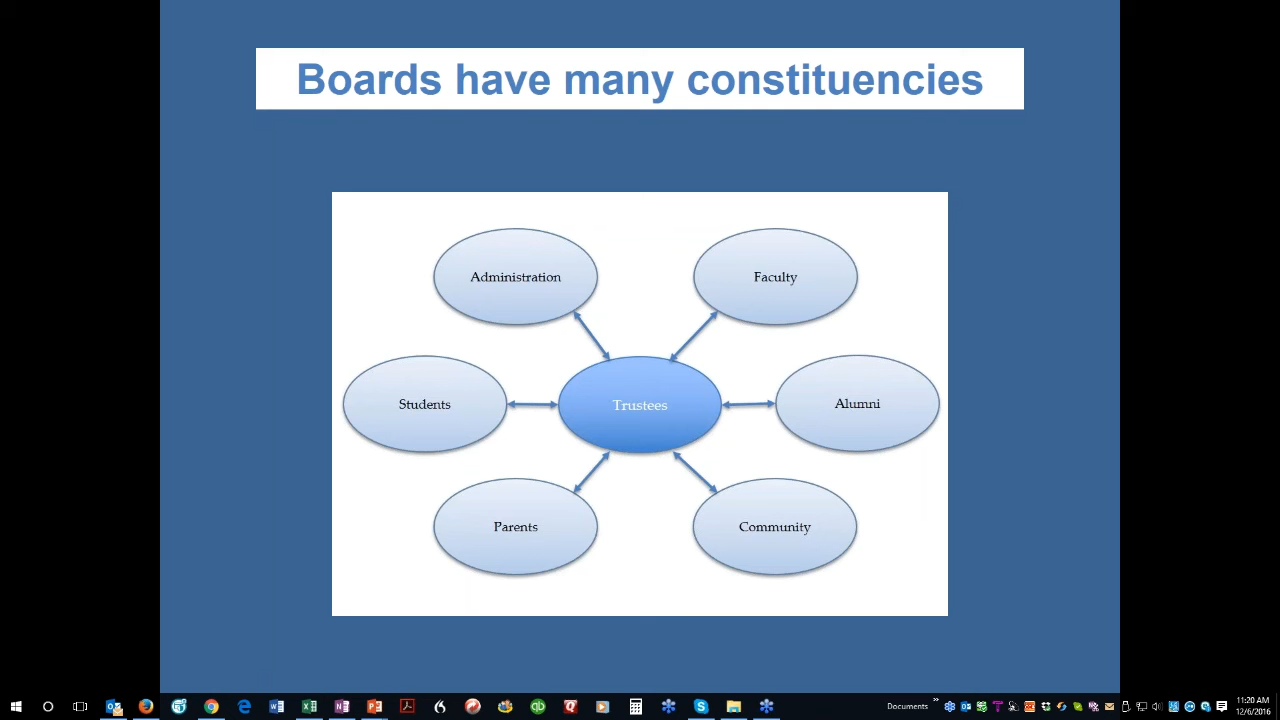 Boards have many constituencies
Administration
Faculty
Students
Trustees
Alumni
Parents
Community
Documents
11:20 AM
12/6/2016